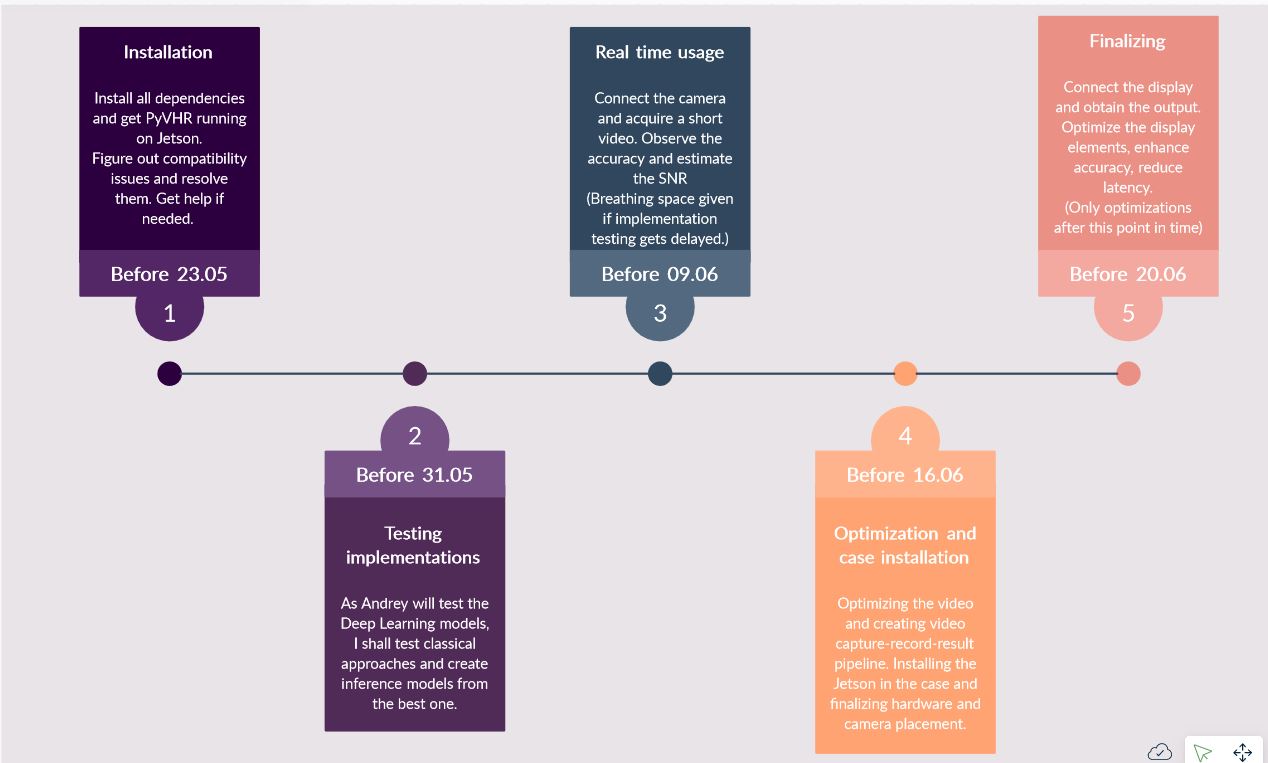 Installation
Install all dependencies
and get PyVHR running
on Jetson.
Figure out compatibility
issues and resolve
them. Get help if
needed.
Before 23.05
1
2
Before 31.05
Testing
implementations
As Andrey will test the
Deep Learning models,
I shall test classical
approaches and create
inference models from
the best one.
Real time usage
Connect the camera
and acquire a short
video. Observe the
accuracy and estimate
the SNR
(Breathing space given
if implementation
testing gets delayed.)
Before 09.06
3
4
Before 16.06
Optimization and
case installation
Optimizing the video
and creating video
capture-record-result
pipeline. Installing the
Jetson in the case and
finalizing hardware and
camera placement.
Finalizing
Connect the display
and obtain the output.
Optimize the display
elements, enhance
accuracy, reduce
latency.
(Only optimizations
after this point in time)
Before 20.06
5